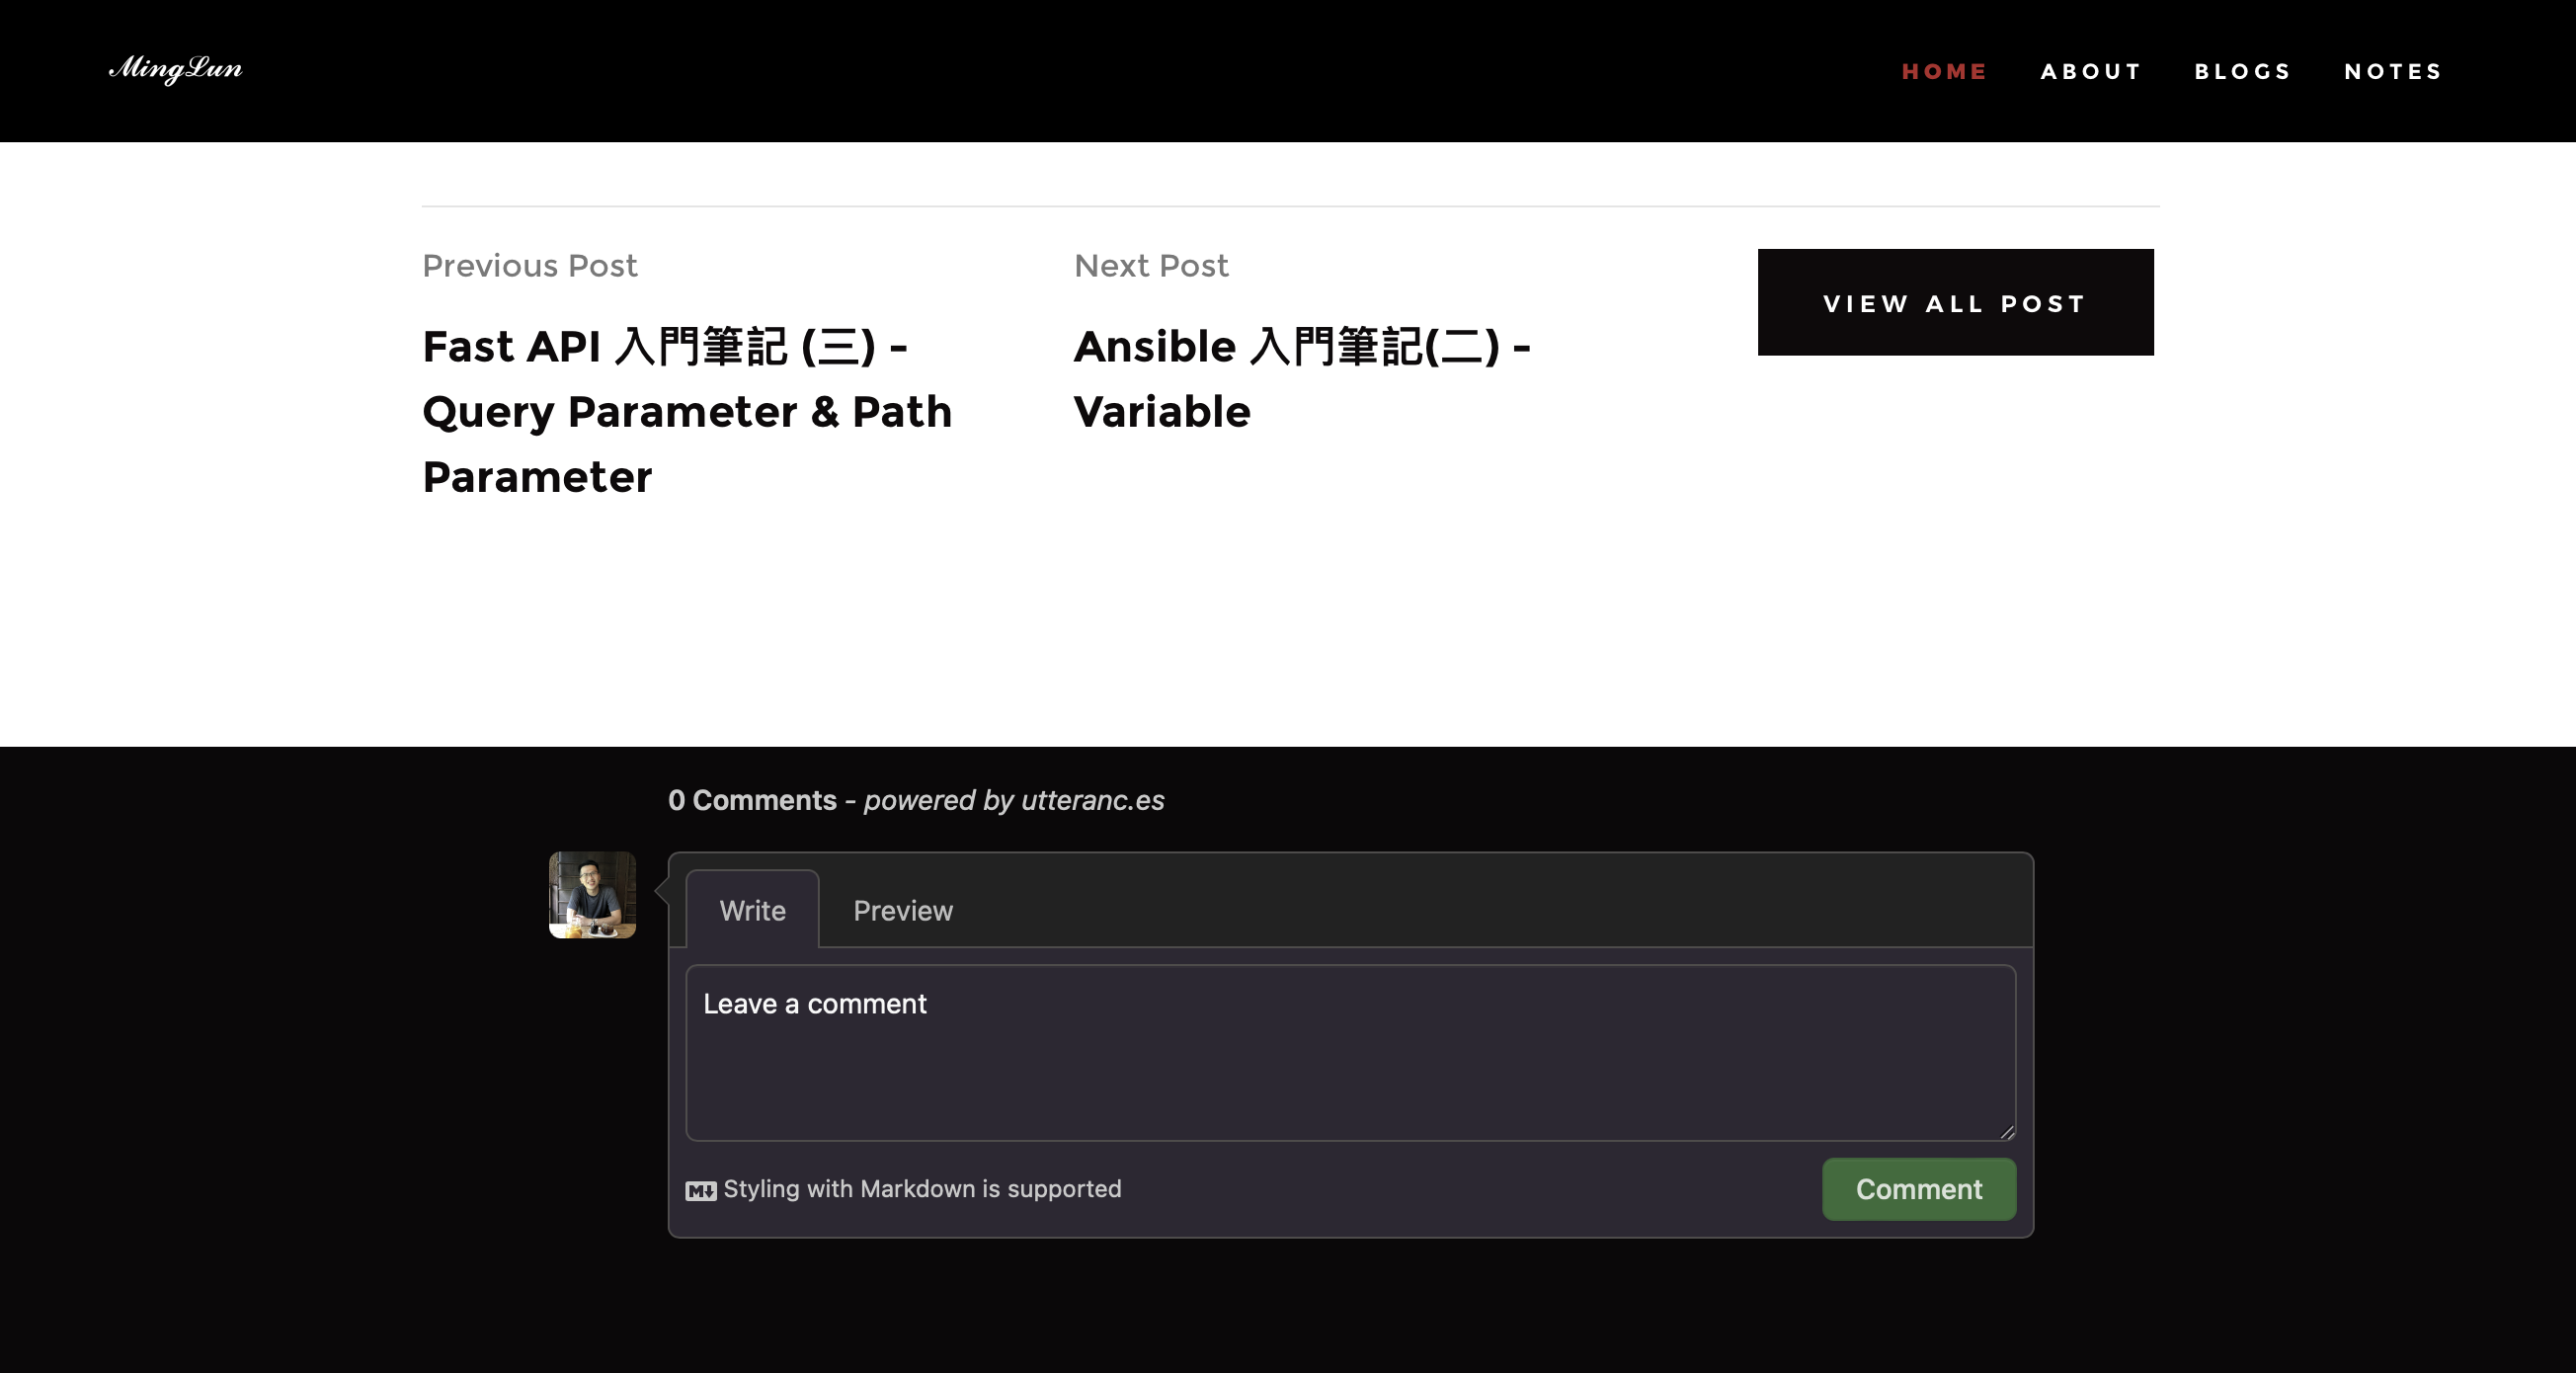 MingLun
HOME ABOUT BLOGS NOTES
Previous Post
Fast API 入門筆記 (三) -
Query Parameter & Path
Parameter
Next Post
Ansible 入門筆記(二) -
Variable
VIEW ALL POST
0 Comments - powered by utteranc.es
Write Preview
Leave a comment
Styling with Markdown is supported
Comment